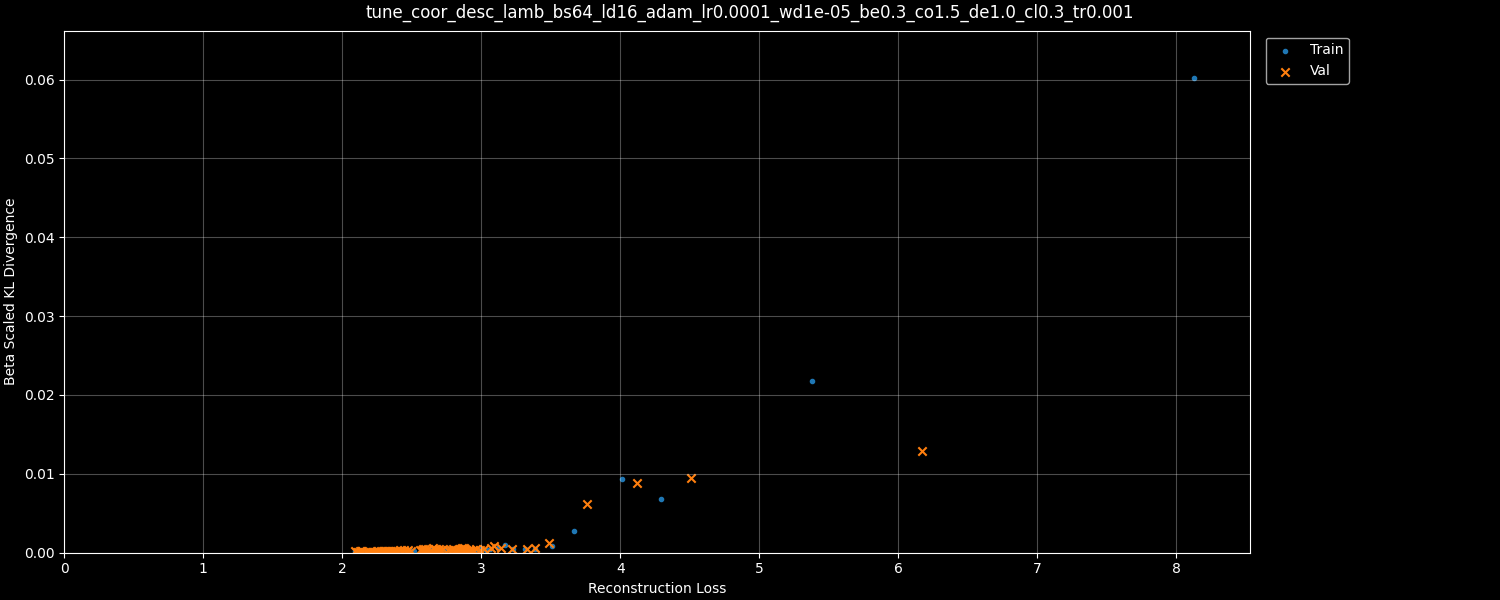 tune_coor_desc_lamb_bs64_ld16_adam_lr0.0001_wd1e-05_be0.3_co1.5_de1.0_cl0.3_tr0.001
Train
Val
0.06
0.05
0.04
0.03
0.02
0.01
0.00
Beta Scaled KL Divergence
0 1 2 3 4 5 6 7 8
Reconstruction Loss